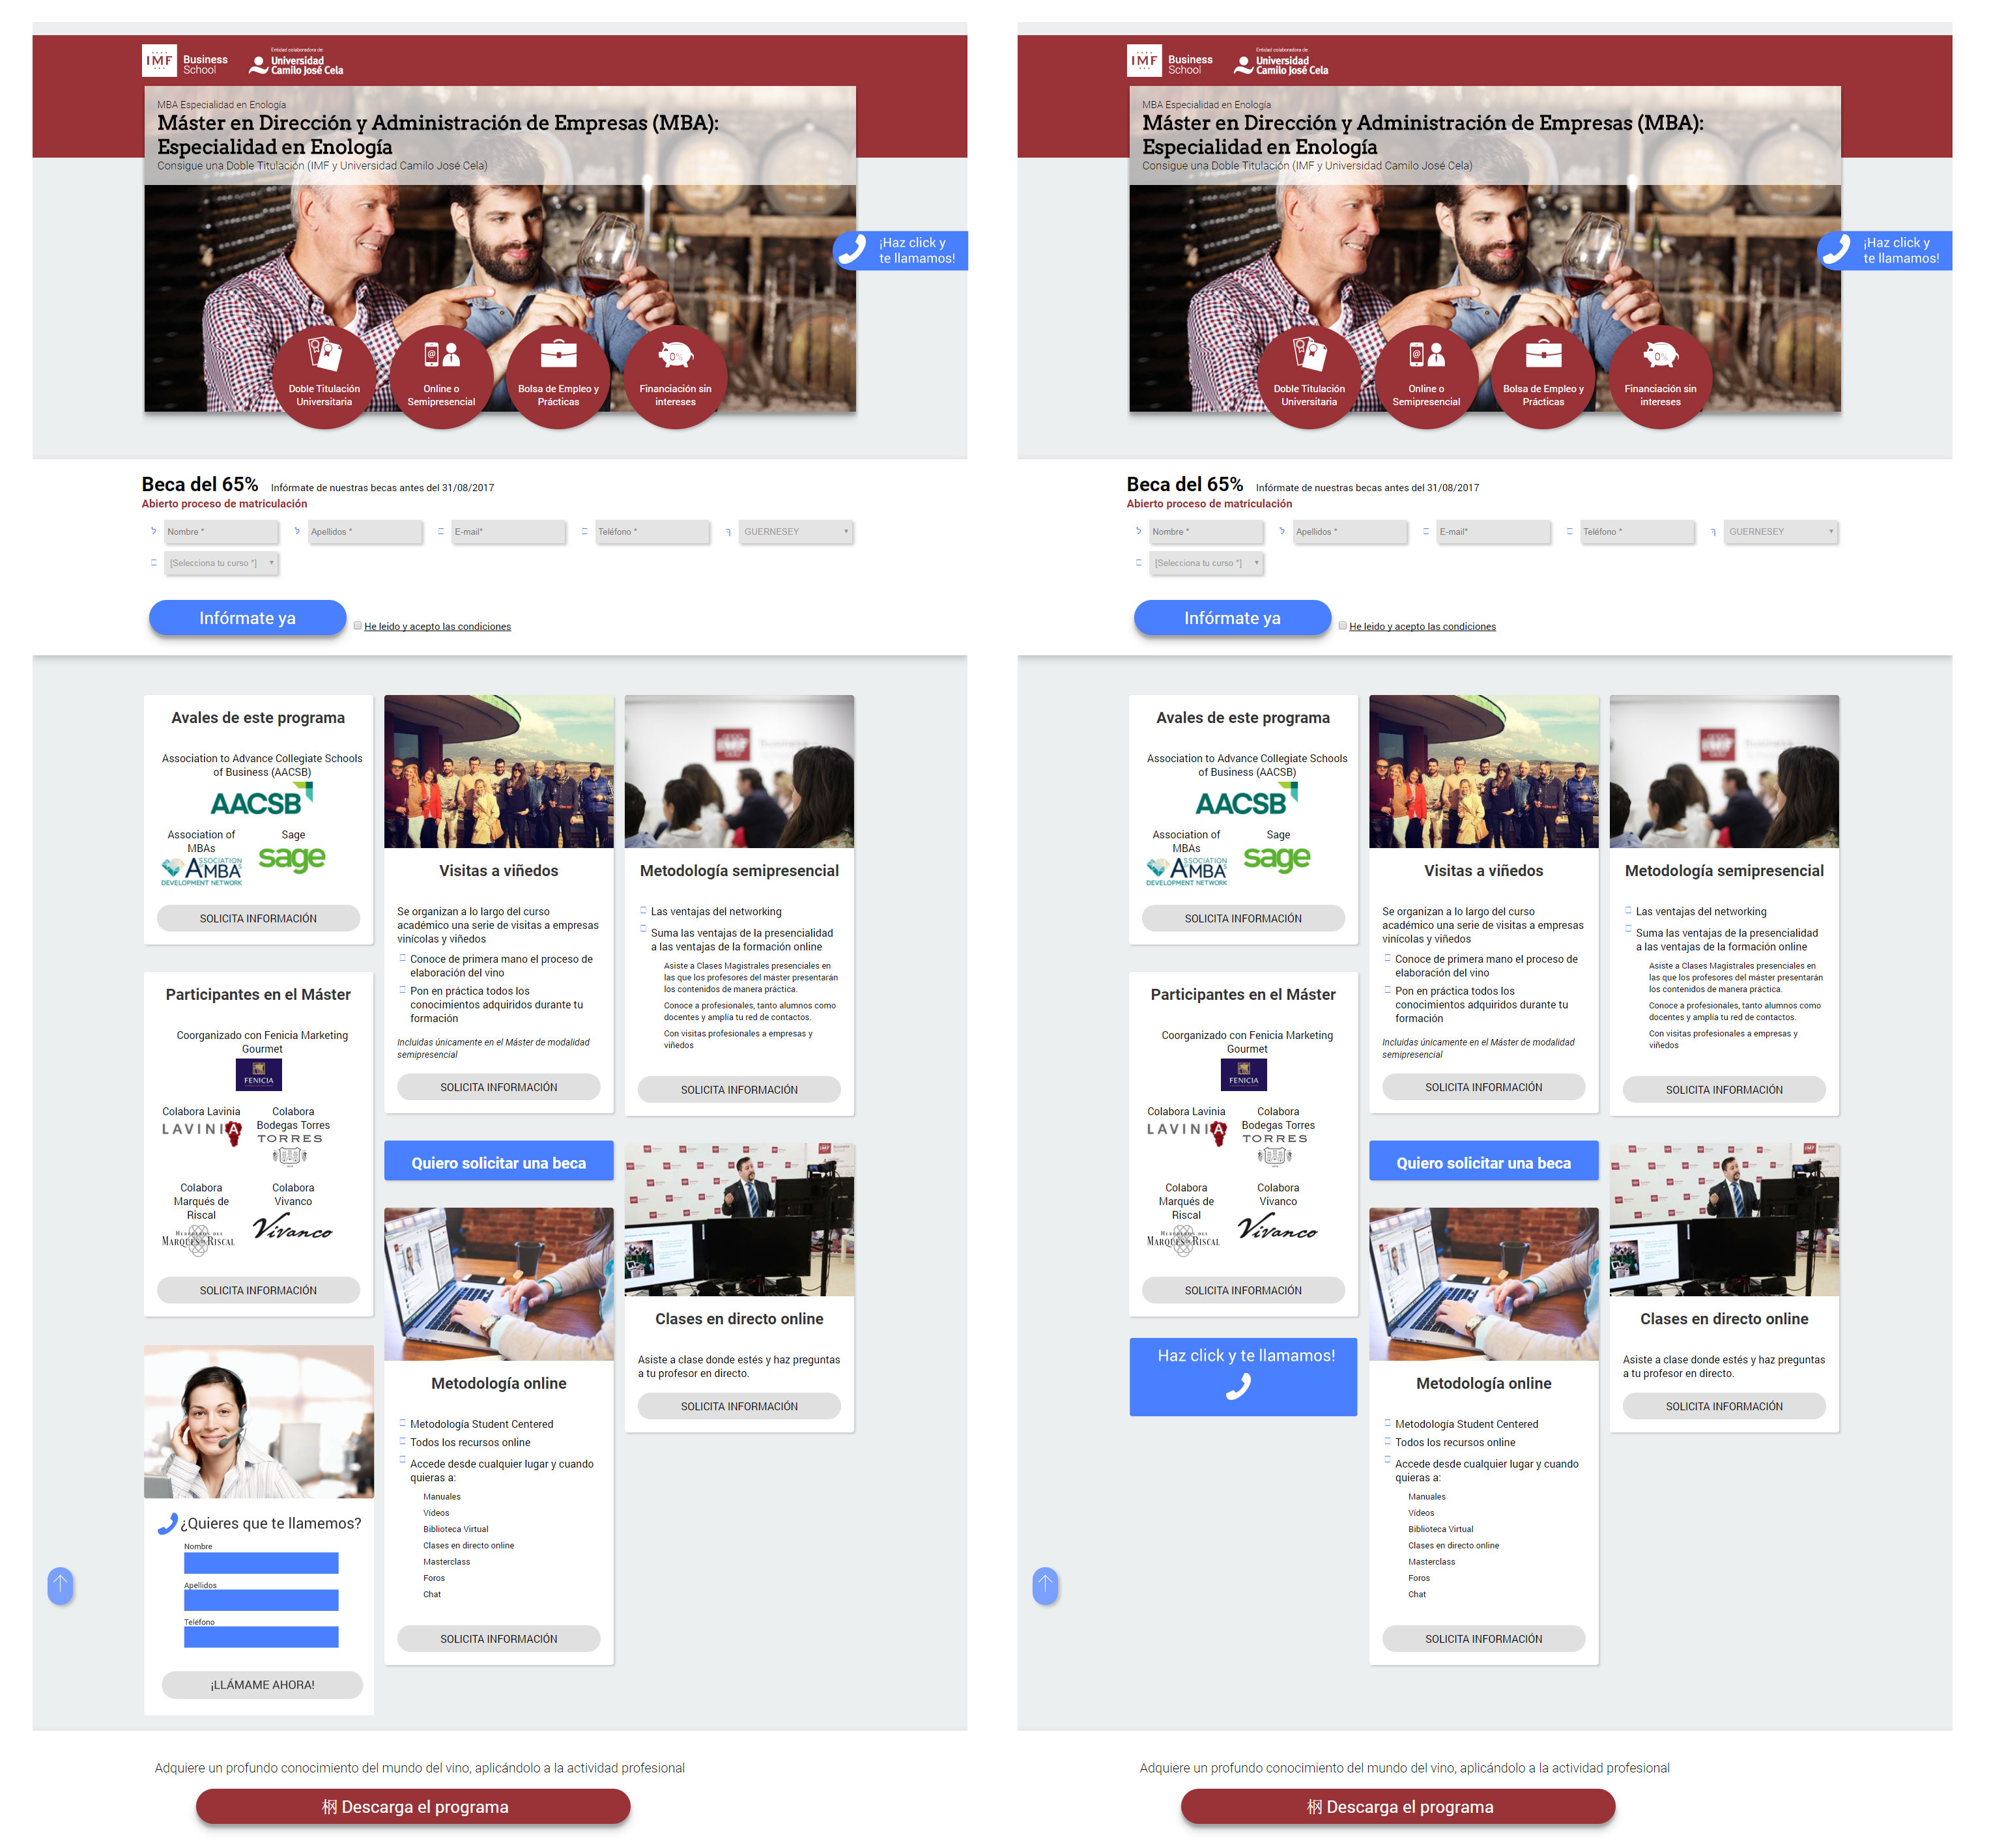 IMF Business School
Entidad colaboradora de:
Universidad Camilo José Cela
MBA Especialidad en Enología
Máster en Dirección y Administración de Empresas (MBA):
Especialidad en Enología
Consigue una Doble Titulación (IMF y Universidad Camilo José Cela)
¡Haz click y
te llamamos!
Doble Titulación
Universitaria
Online o
Semipresencial
Bolsa de Empleo y
Prácticas
0%
Financiación sin
intereses
Beca del 65% Infórmate de nuestras becas antes del 31/08/2017
Abierto proceso de matriculación
Nombre * Apellidos * E-mail* Teléfono * GUERNESEY
[Selecciona tu curso *]
Infórmate ya He leido y acepto las condiciones
Avales de este programa
Association to Advance Collegiate Schools
of Business (AACSB)
AACSB
Association of
MBAs
ASSOCIATION
AMBA'S
DEVELOPMENT NETWORK
Sage
sage
SOLICITA INFORMACIÓN
Participantes en el Máster
Coorganizado con Fenicia Marketing
Gourmet
FENICIA
Colabora Lavinia
LAVINIA
Colabora
Bodegas Torres
TORRES
Colabora
Marqués de
Riscal
HEREDEROS DEL
MARQUÉS DE RISCAL
Colabora
Vivanco
Vivanco
SOLICITA INFORMACIÓN
¿Quieres que te llamemos?
Nombre
Apellidos
Teléfono
¡LLÁMAME AHORA!
Visitas a viñedos
Se organizan a lo largo del curso
académico una serie de visitas a empresas
vinícolas y viñedos
Conoce de primera mano el proceso de
elaboración del vino
Pon en práctica todos los
conocimientos adquiridos durante tu
formación
Incluidas únicamente en el Máster de modalidad
semipresencial
SOLICITA INFORMACIÓN
Quiero solicitar una beca
Metodología online
Metodología Student Centered
Todos los recursos online
Accede desde cualquier lugar y cuando
quieras a:
Manuales
Vídeos
Biblioteca Virtual
Clases en directo online
Masterclass
Foros
Chat
SOLICITA INFORMACIÓN
IMF Business
Metodología semipresencial
Las ventajas del networking
Suma las ventajas de la presencialidad
a las ventajas de la formación online
Asiste a Clases Magistrales presenciales en
las que los profesores del máster presentarán
los contenidos de manera práctica.
Conoce a profesionales, tanto alumnos como
docentes y amplía tu red de contactos.
Con visitas profesionales a empresas y
viñedos
SOLICITA INFORMACIÓN
Clases en directo online
Asiste a clase donde estés y haz preguntas
a tu profesor en directo.
SOLICITA INFORMACIÓN
Adquiere un profundo conocimiento del mundo del vino, aplicándolo a la actividad profesional
Descarga el programa
IMF Business School
Entidad colaboradora de:
Universidad Camilo José Cela
MBA Especialidad en Enología
Máster en Dirección y Administración de Empresas (MBA):
Especialidad en Enología
Consigue una Doble Titulación (IMF y Universidad Camilo José Cela)
¡Haz click y
te llamamos!
Doble Titulación
Universitaria
Online o
Semipresencial
Bolsa de Empleo y
Prácticas
0%
Financiación sin
intereses
Beca del 65% Infórmate de nuestras becas antes del 31/08/2017
Abierto proceso de matriculación
Nombre * Apellidos * E-mail* Teléfono * GUERNESEY
[Selecciona tu curso *]
Infórmate ya He leido y acepto las condiciones
Avales de este programa
Association to Advance Collegiate Schools
of Business (AACSB)
AACSB
Association of
MBAs
ASSOCIATION
AMBA'S
DEVELOPMENT NETWORK
Sage
sage
SOLICITA INFORMACIÓN
Participantes en el Máster
Coorganizado con Fenicia Marketing
Gourmet
FENICIA
Colabora Lavinia
LAVINIA
Colabora
Bodegas Torres
TORRES
Colabora
Marqués de
Riscal
HEREDEROS DEL
MARQUÉS DE RISCAL
Colabora
Vivanco
Vivanco
SOLICITA INFORMACIÓN
Haz click y te llamamos!
Visitas a viñedos
Se organizan a lo largo del curso
académico una serie de visitas a empresas
vinícolas y viñedos
Conoce de primera mano el proceso de
elaboración del vino
Pon en práctica todos los
conocimientos adquiridos durante tu
formación
Incluidas únicamente en el Máster de modalidad
semipresencial
SOLICITA INFORMACIÓN
Quiero solicitar una beca
Metodología online
Metodología Student Centered
Todos los recursos online
Accede desde cualquier lugar y cuando
quieras a:
Manuales
Vídeos
Biblioteca Virtual
Clases en directo online
Masterclass
Foros
Chat
SOLICITA INFORMACIÓN
IMF
Metodología semipresencial
Las ventajas del networking
Suma las ventajas de la presencialidad
a las ventajas de la formación online
Asiste a Clases Magistrales presenciales en
las que los profesores del máster presentarán
los contenidos de manera práctica.
Conoce a profesionales, tanto alumnos como
docentes y amplía tu red de contactos.
Con visitas profesionales a empresas y
viñedos
SOLICITA INFORMACIÓN
Clases en directo online
Asiste a clase donde estés y haz preguntas
a tu profesor en directo.
SOLICITA INFORMACIÓN
Adquiere un profundo conocimiento del mundo del vino, aplicándolo a la actividad profesional
Descarga el programa